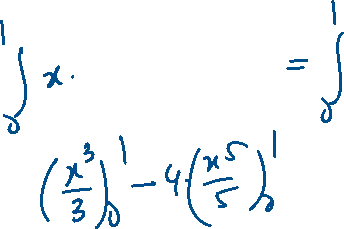 ∫₀¹ x. = ∫₀¹
(x³/3)₀¹ - 4(x⁵/5)₀¹